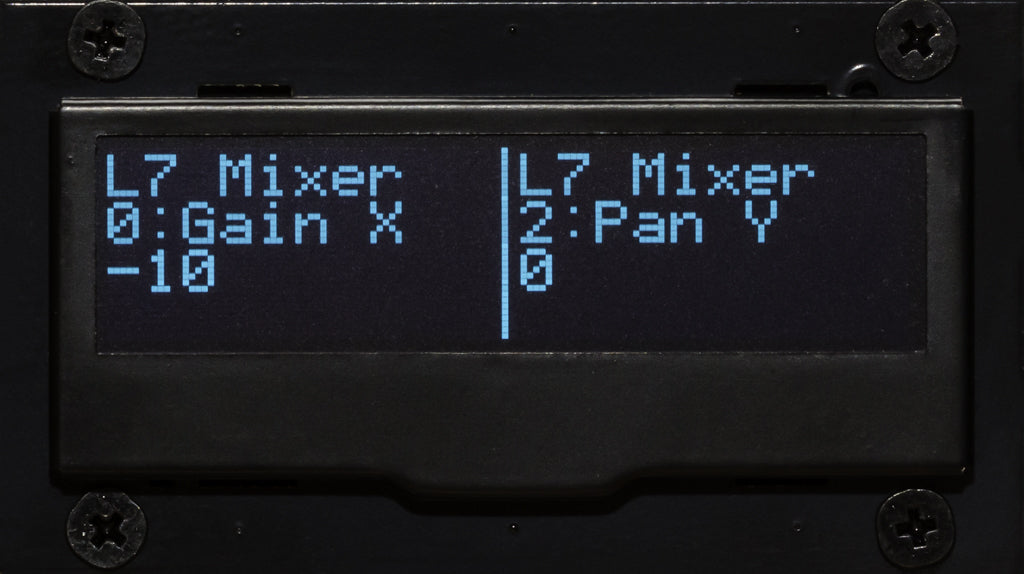 L7 Mixer
0:Gain X
-10
L7 Mixer
2:Pan Y
0